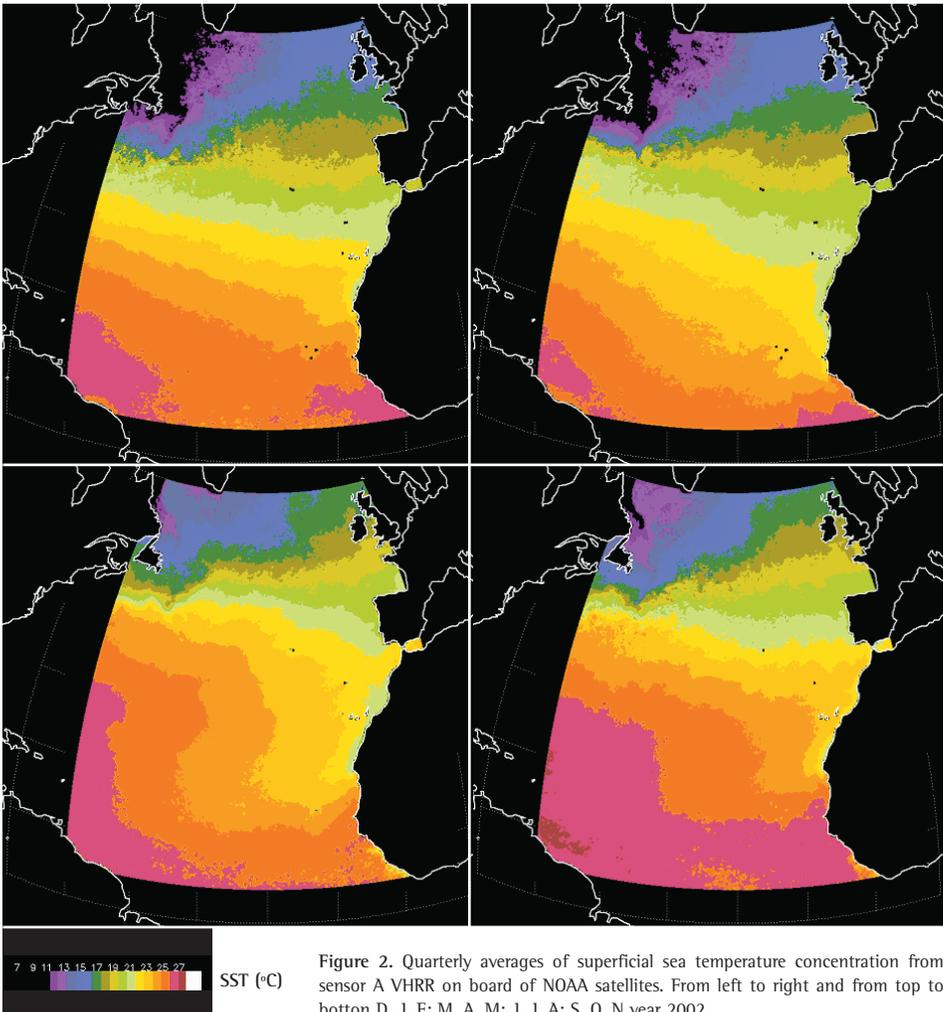 7 9 11 13 15 17 19 21 23 25 27
SST (ºC)
Figure 2. Quarterly averages of superficial sea temperature concentration from
sensor A VHRR on board of NOAA satellites. From left to right and from top to
botton D, J, F; M, A, M; J, J, A; S, O, N year 2002